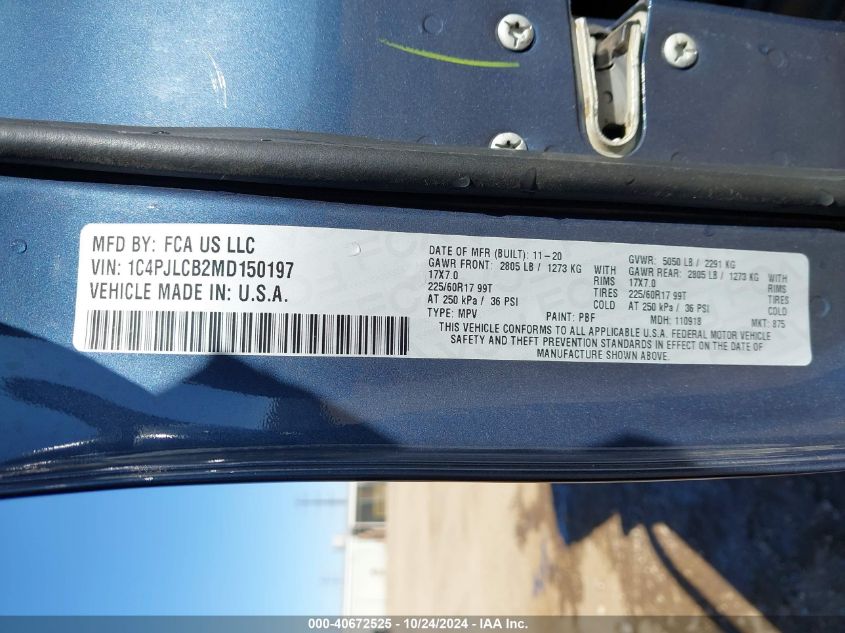 MFD BY: FCA US LLC
VIN: 1C4PJLCB2MD150197
VEHICLE MADE IN: U.S.A.
DATE OF MFR (BUILT): 11-20 GVWR: 5050 LB / 2291 KG
GAWR FRONT: 2805 LB / 1273 KG WITH GAWR REAR: 2805 LB / 1273 KG WITH
17X7.0 RIMS 17X7.0 RIMS
225/60R17 99T TIRES 225/60R17 99T TIRES
AT 250 kPa / 36 PSI COLD AT 250 kPa / 36 PSI COLD
TYPE: MPV PAINT: PBF MDH: 110918 MKT: 875
THIS VEHICLE CONFORMS TO ALL APPLICABLE U.S.A. FEDERAL MOTOR VEHICLE
SAFETY AND THEFT PREVENTION STANDARDS IN EFFECT ON THE DATE OF
MANUFACTURE SHOWN ABOVE.
000-40672525 - 10/24/2024 - IAA Inc.